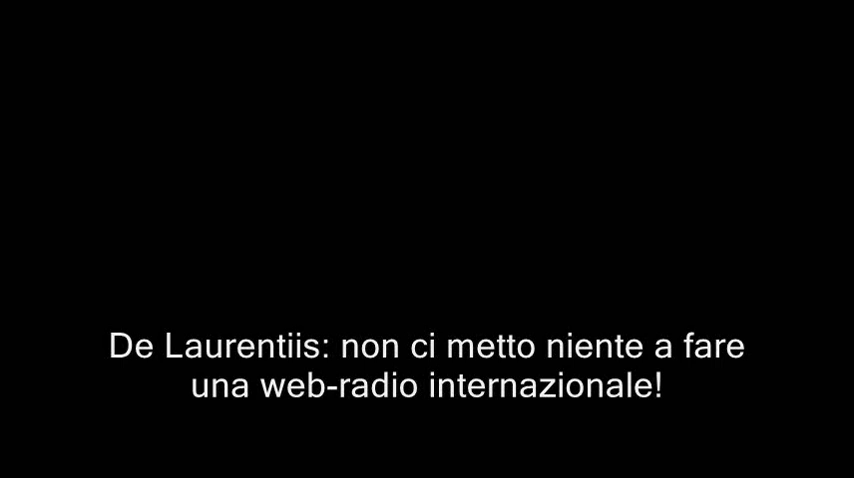 De Laurentiis: non ci metto niente a fare
una web-radio internazionale!